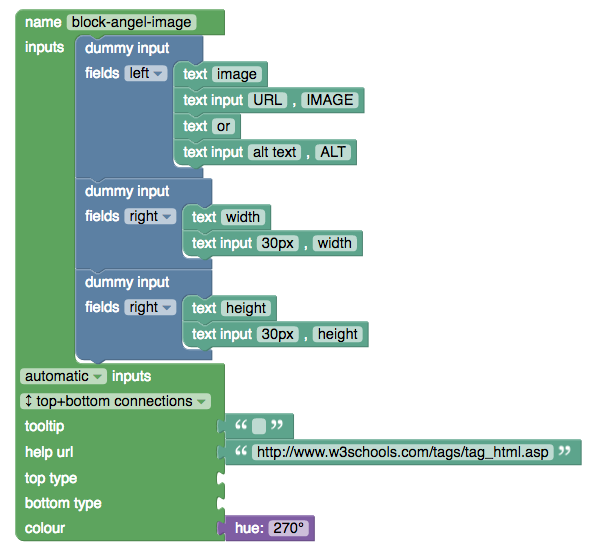 name block-angel-image
inputs dummy input
fields left text image
text input URL , IMAGE
text or
text input alt text , ALT
dummy input
fields right text width
text input 30px , width
dummy input
fields right text height
text input 30px , height
automatic inputs
↕ top+bottom connections
tooltip “ ”
help url “ http://www.w3schools.com/tags/tag_html.asp ”
top type
bottom type
colour hue: 270°